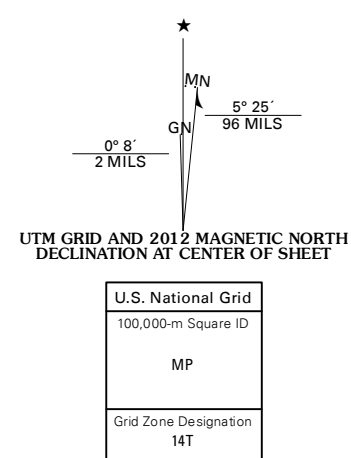 ★
MN
GN
5° 25´
96 MILS
0° 8´
2 MILS
UTM GRID AND 2012 MAGNETIC NORTH
DECLINATION AT CENTER OF SHEET
U.S. National Grid
100,000-m Square ID
MP
Grid Zone Designation
14T